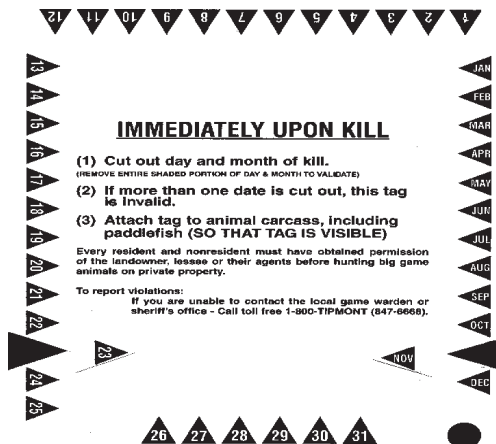 12 11 10 9 8 7 6 5 4 3 2 1
13 JAN
14 FEB
15 MAR
16 APR
17 MAY
18 JUN
19 JUL
20 AUG
21 SEP
22 OCT
23 NOV
24 DEC
25
IMMEDIATELY UPON KILL
(1) Cut out day and month of kill.
(REMOVE ENTIRE SHADED PORTION OF DAY & MONTH TO VALIDATE)
(2) If more than one date is cut out, this tag
is invalid.
(3) Attach tag to animal carcass, including
paddlefish (SO THAT TAG IS VISIBLE)
Every resident and nonresident must have obtained permission
of the landowner, lessee or their agents before hunting big game
animals on private property.
To report violations:
If you are unable to contact the local game warden or
sheriff's office - Call toll free 1-800-TIPMONT (847-6668).
26 27 28 29 30 31